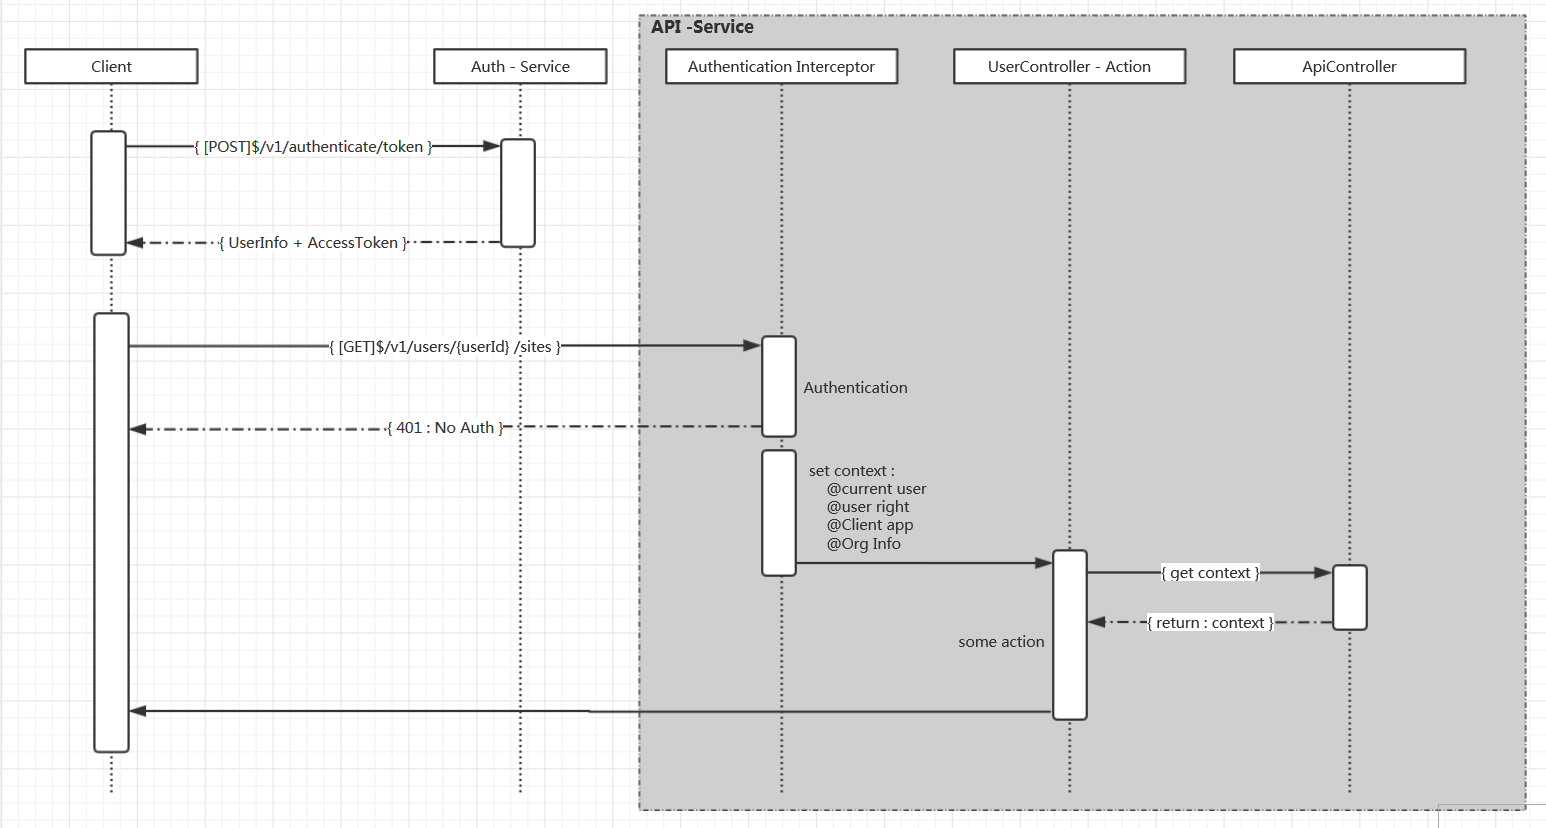 API -Service
Client
Auth - Service
Authentication Interceptor
UserController - Action
ApiController
{ [POST]$/v1/authenticate/token }
{ UserInfo + AccessToken }
{ [GET]$/v1/users/{userId} /sites }
Authentication
{ 401 : No Auth }
set context :
@current user
@user right
@Client app
@Org Info
{ get context }
{ return : context }
some action